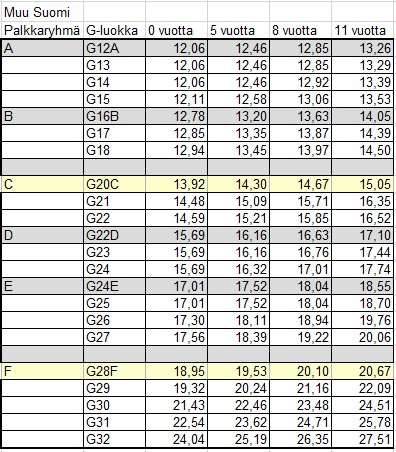 Muu Suomi
Palkkaryhmä G-luokka 0 vuotta 5 vuotta 8 vuotta 11 vuotta
A G12A 12,06 12,46 12,85 13,26
G13 12,06 12,46 12,85 13,29
G14 12,06 12,46 12,92 13,39
G15 12,11 12,58 13,06 13,53
B G16B 12,78 13,20 13,63 14,05
G17 12,85 13,35 13,87 14,39
G18 12,94 13,45 13,97 14,50
C G20C 13,92 14,30 14,67 15,05
G21 14,48 15,09 15,71 16,35
G22 14,59 15,21 15,85 16,52
D G22D 15,69 16,16 16,63 17,10
G23 15,69 16,16 16,76 17,44
G24 15,69 16,32 17,01 17,74
E G24E 17,01 17,52 18,04 18,55
G25 17,01 17,52 18,04 18,70
G26 17,30 18,11 18,94 19,76
G27 17,56 18,39 19,22 20,06
F G28F 18,95 19,53 20,10 20,67
G29 19,32 20,24 21,16 22,09
G30 21,43 22,46 23,48 24,51
G31 22,54 23,62 24,71 25,78
G32 24,04 25,19 26,35 27,51